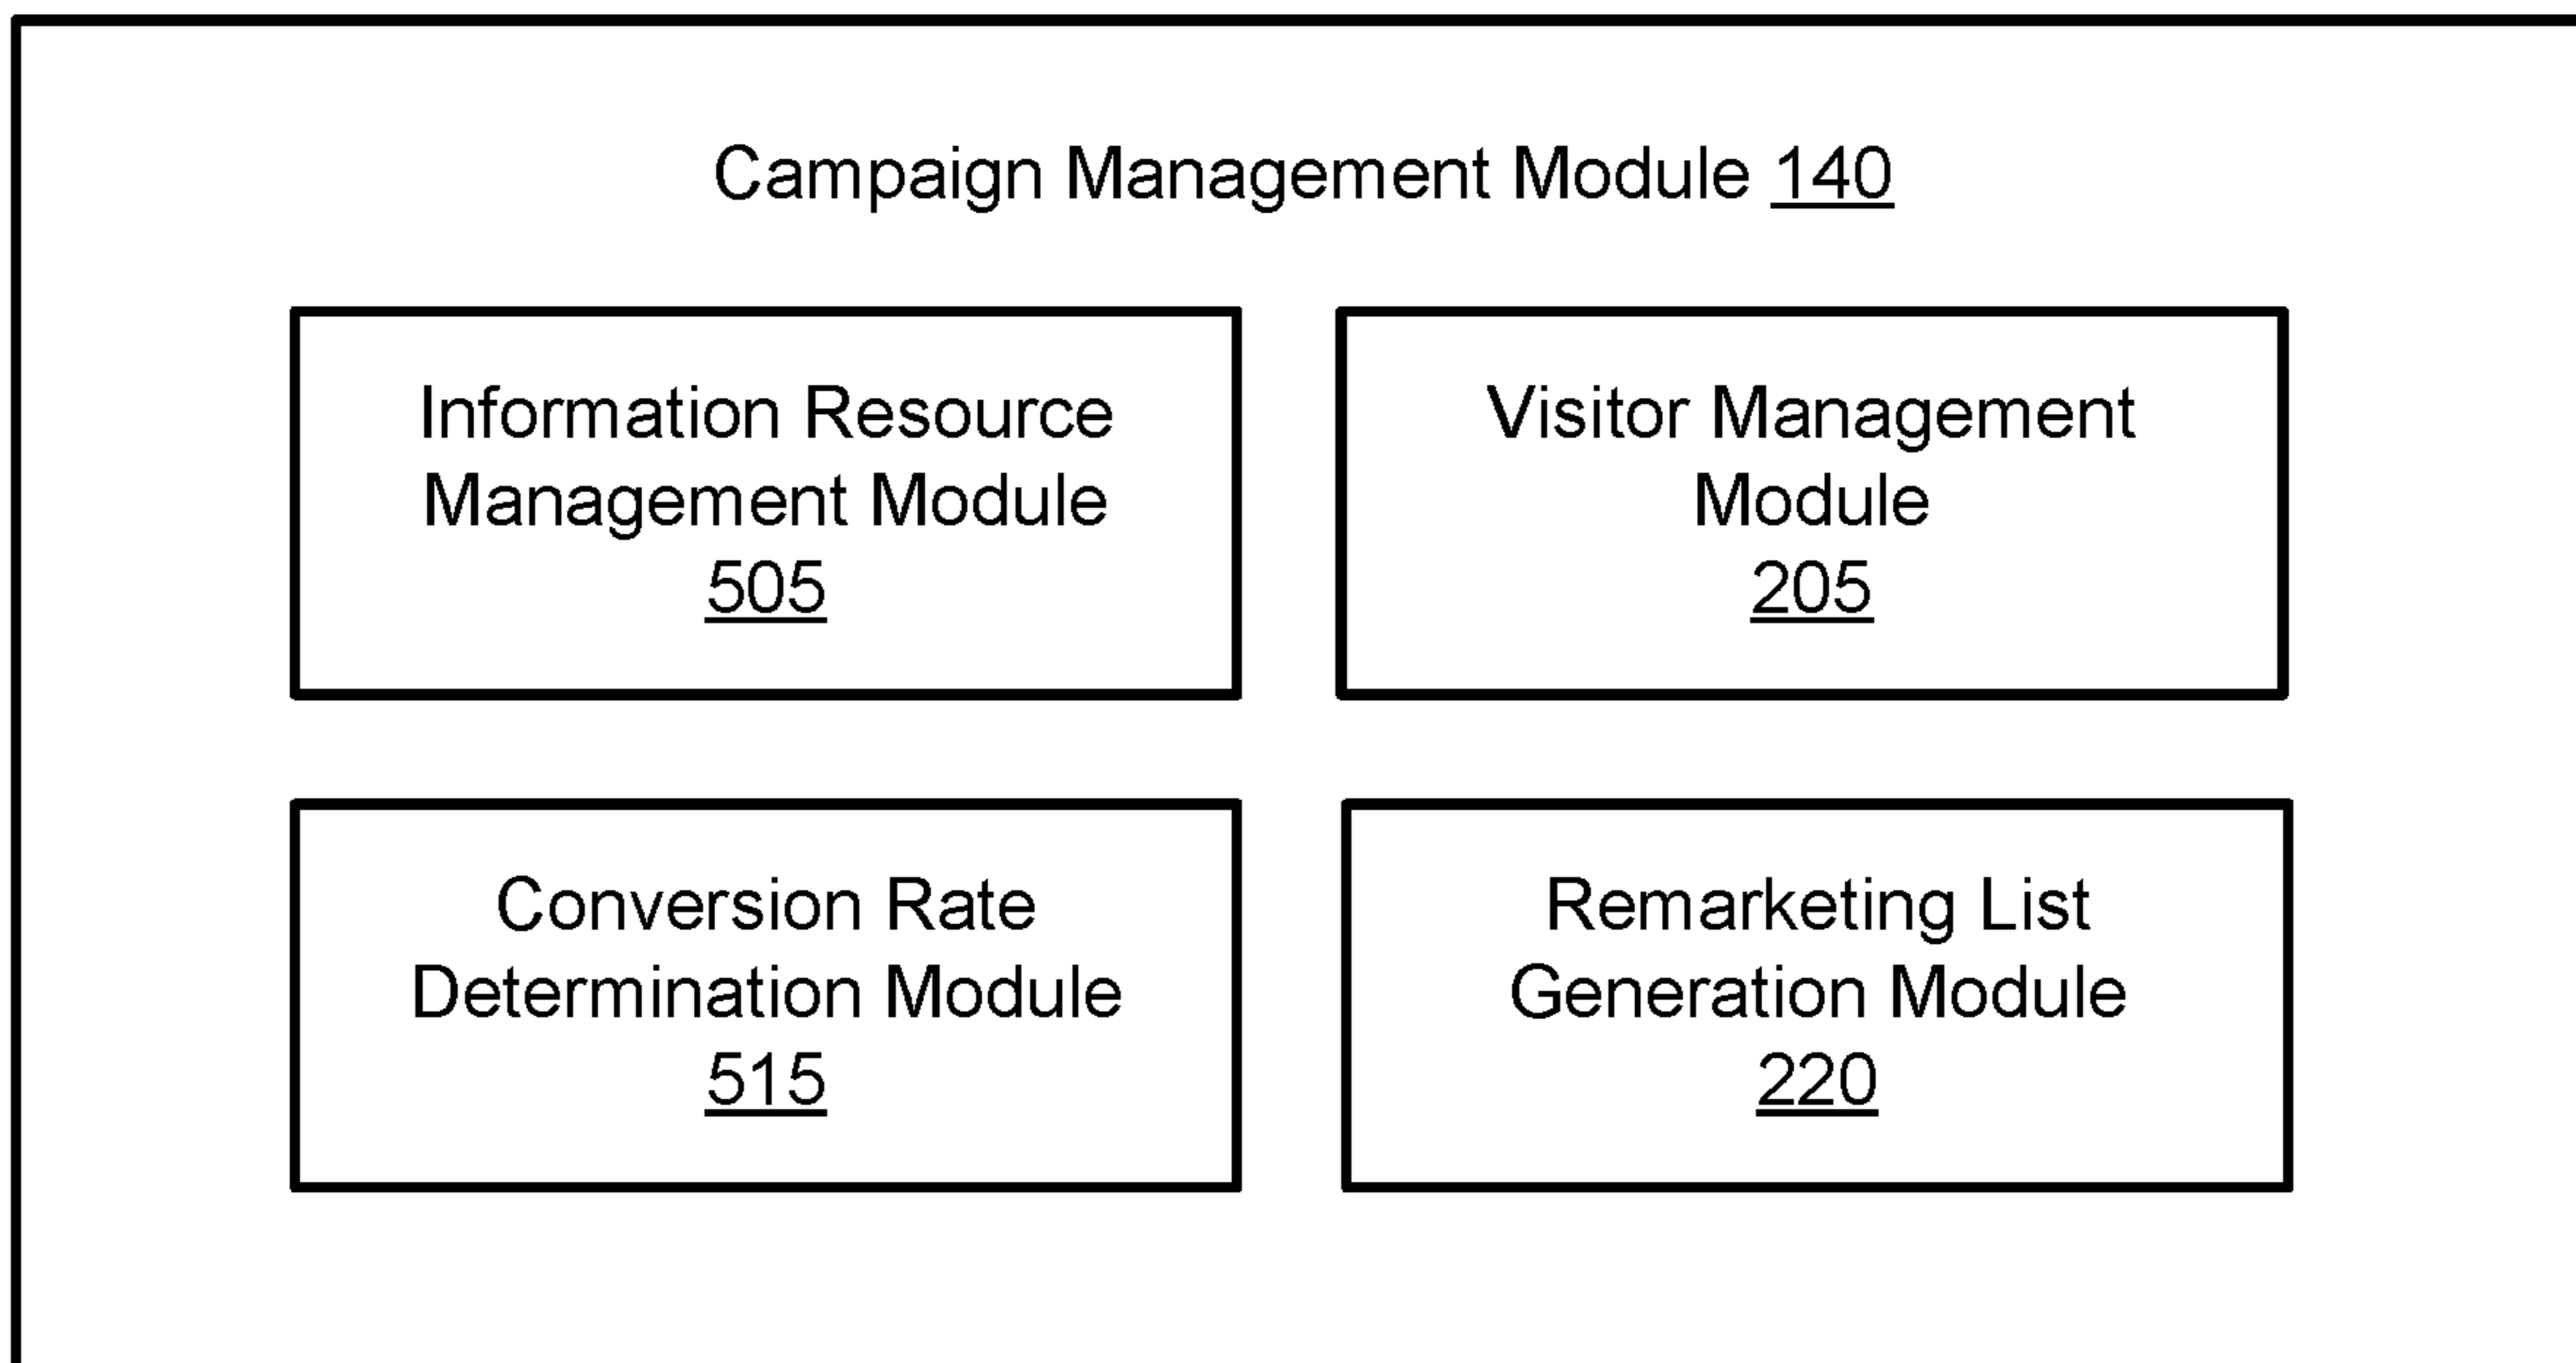 Campaign Management Module 140
Information Resource
Management Module
505
Visitor Management
Module
205
Conversion Rate
Determination Module
515
Remarketing List
Generation Module
220